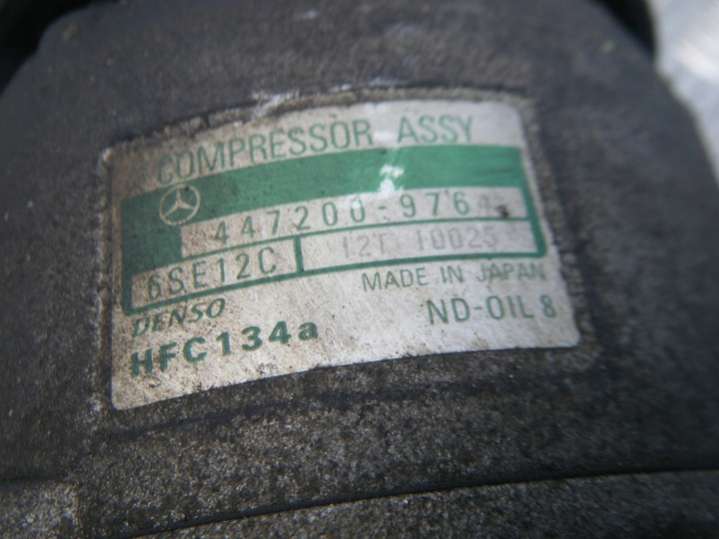 COMPRESSOR ASSY
447200-9764
6SE12C 12T 10025
DENSO MADE IN JAPAN
HFC134a ND-OIL 8